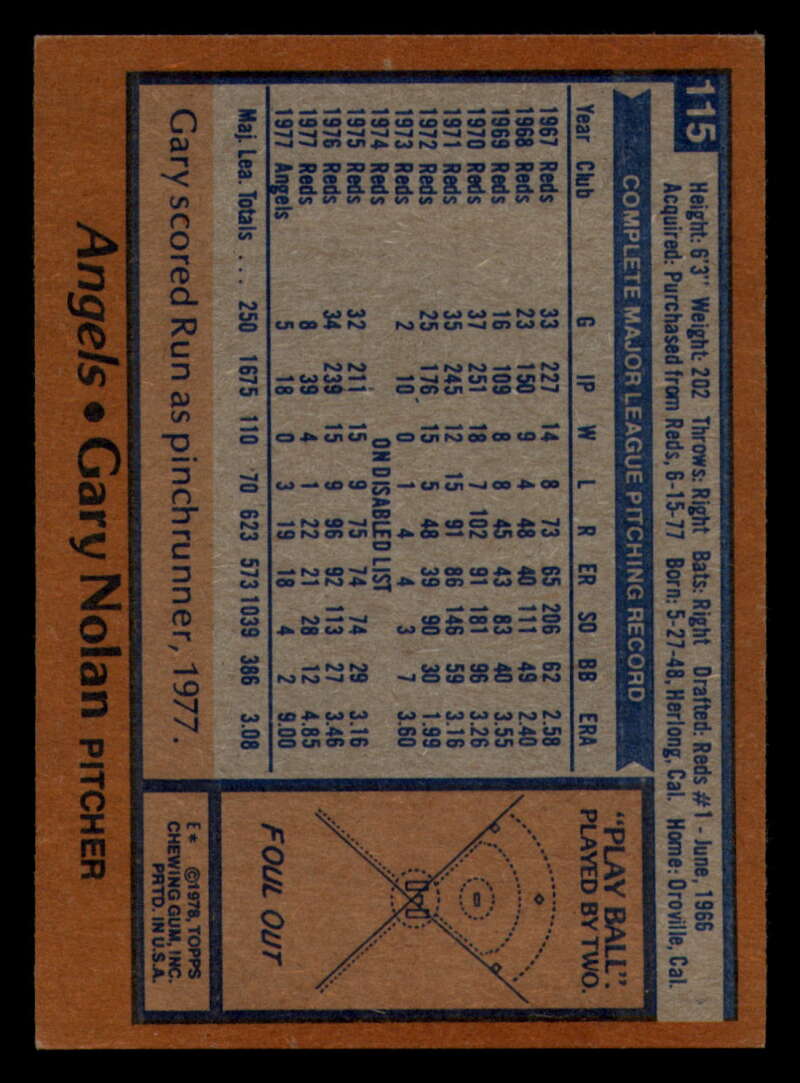 115
Height: 6'3" Weight: 202 Throws: Right Bats: Right Drafted: Reds #1 - June, 1966
Acquired: Purchased from Reds, 6-15-77 Born: 5-27-48, Herlong, Cal. Home: Oroville, Cal.
COMPLETE MAJOR LEAGUE PITCHING RECORD
Year Club G IP W L R ER SO BB ERA
1967 Reds 33 227 14 8 73 65 206 62 2.58
1968 Reds 23 150 9 4 48 40 111 49 2.40
1969 Reds 16 109 8 8 45 43 83 40 3.55
1970 Reds 37 251 18 7 102 91 181 96 3.26
1971 Reds 35 245 12 15 91 86 146 59 3.16
1972 Reds 25 176 15 5 48 39 90 30 1.99
1973 Reds 2 10 0 1 4 4 3 7 3.60
1974 Reds ON DISABLED LIST
1975 Reds 32 211 15 9 75 74 74 29 3.16
1976 Reds 34 239 15 9 96 92 113 27 3.46
1977 Reds 8 39 4 1 22 21 28 12 4.85
1977 Angels 5 18 0 3 19 18 4 2 9.00
Maj. Lea. Totals ... 250 1675 110 70 623 573 1039 386 3.08
Gary scored Run as pinchrunner, 1977.
"PLAY BALL".
PLAYED BY TWO.
FOUL OUT
E* ©1978, TOPPS
CHEWING GUM, INC.
PRTD. IN U.S.A.
Angels • Gary Nolan PITCHER